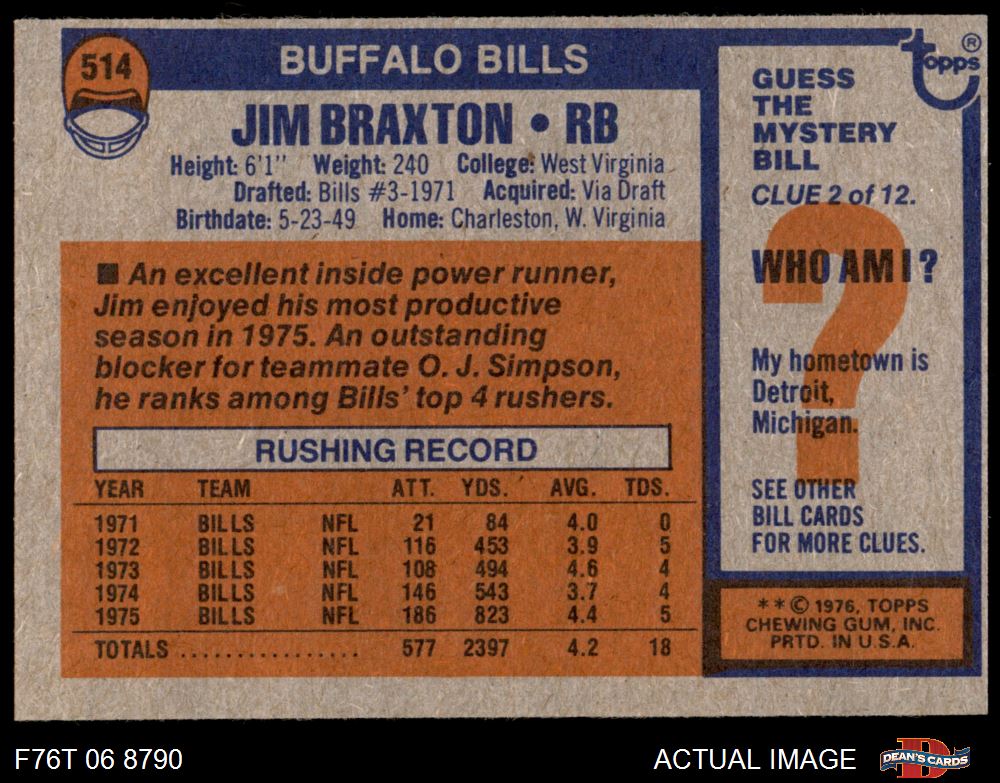 514
BUFFALO BILLS
JIM BRAXTON • RB
Height: 6'1" Weight: 240 College: West Virginia
Drafted: Bills #3-1971 Acquired: Via Draft
Birthdate: 5-23-49 Home: Charleston, W. Virginia
■ An excellent inside power runner,
Jim enjoyed his most productive
season in 1975. An outstanding
blocker for teammate O. J. Simpson,
he ranks among Bills' top 4 rushers.
RUSHING RECORD
YEAR TEAM ATT. YDS. AVG. TDS.
1971 BILLS NFL 21 84 4.0 0
1972 BILLS NFL 116 453 3.9 5
1973 BILLS NFL 108 494 4.6 4
1974 BILLS NFL 146 543 3.7 4
1975 BILLS NFL 186 823 4.4 5
TOTALS ................ 577 2397 4.2 18
topps ®
GUESS
THE
MYSTERY
BILL
CLUE 2 of 12.
WHO AM I ?
My hometown is
Detroit,
Michigan.
SEE OTHER
BILL CARDS
FOR MORE CLUES.
* * © 1976, TOPPS
CHEWING GUM, INC.
PRTD. IN U.S.A.
F76T 06 8790
ACTUAL IMAGE
DEAN'S CARDS